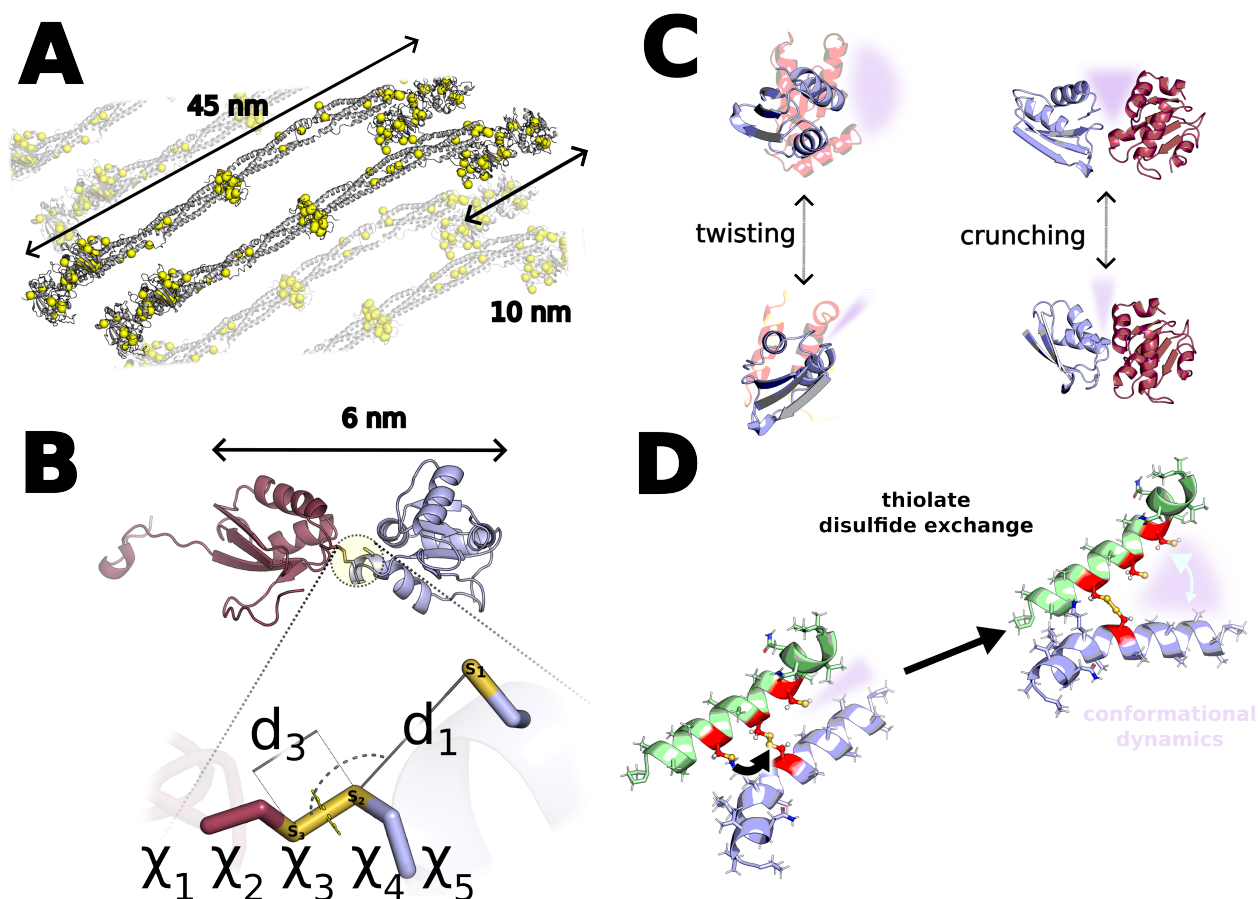 A
45 nm
10 nm
B
6 nm
S1
d3
d1
S2
S3
χ1 χ2 χ3 χ4 χ5
C
twisting
crunching
D
thiolate
disulfide exchange
conformational
dynamics